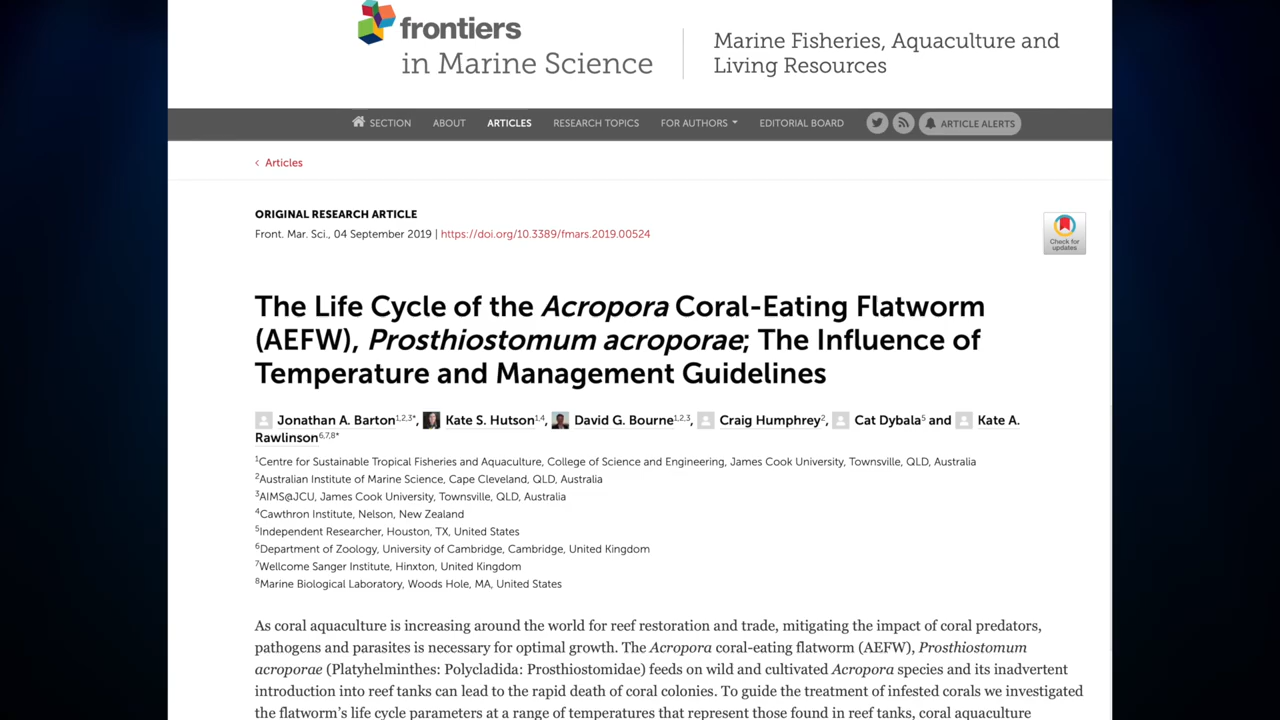 frontiers
in Marine Science
Marine Fisheries, Aquaculture and
Living Resources
SECTION ABOUT ARTICLES RESEARCH TOPICS FOR AUTHORS EDITORIAL BOARD ARTICLE ALERTS
‹ Articles
ORIGINAL RESEARCH ARTICLE
Front. Mar. Sci., 04 September 2019 | https://doi.org/10.3389/fmars.2019.00524
Check for
updates
The Life Cycle of the Acropora Coral-Eating Flatworm
(AEFW), Prosthiostomum acroporae; The Influence of
Temperature and Management Guidelines
Jonathan A. Barton1,2,3*, Kate S. Hutson1,4, David G. Bourne1,2,3, Craig Humphrey2, Cat Dybala5 and Kate A.
Rawlinson6,7,8*
1Centre for Sustainable Tropical Fisheries and Aquaculture, College of Science and Engineering, James Cook University, Townsville, QLD, Australia
2Australian Institute of Marine Science, Cape Cleveland, QLD, Australia
3AIMS@JCU, James Cook University, Townsville, QLD, Australia
4Cawthron Institute, Nelson, New Zealand
5Independent Researcher, Houston, TX, United States
6Department of Zoology, University of Cambridge, Cambridge, United Kingdom
7Wellcome Sanger Institute, Hinxton, United Kingdom
8Marine Biological Laboratory, Woods Hole, MA, United States
As coral aquaculture is increasing around the world for reef restoration and trade, mitigating the impact of coral predators,
pathogens and parasites is necessary for optimal growth. The Acropora coral-eating flatworm (AEFW), Prosthiostomum
acroporae (Platyhelminthes: Polycladida: Prosthiostomidae) feeds on wild and cultivated Acropora species and its inadvertent
introduction into reef tanks can lead to the rapid death of coral colonies. To guide the treatment of infested corals we investigated
the flatworm's life cycle parameters at a range of temperatures that represent those found in reef tanks, coral aquaculture